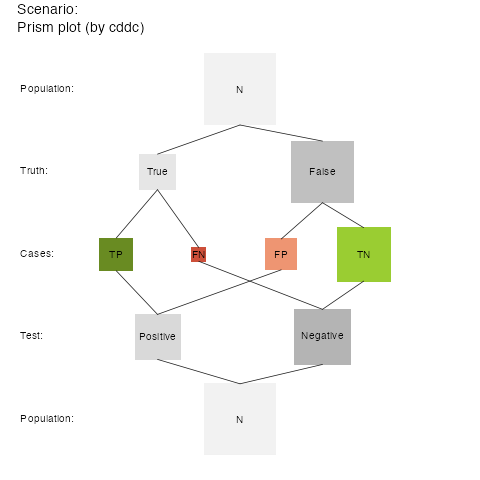 Scenario:
Prism plot (by cddc)
Population:
N
Truth:
True
False
Cases:
TP
FN
FP
TN
Test:
Positive
Negative
Population:
N